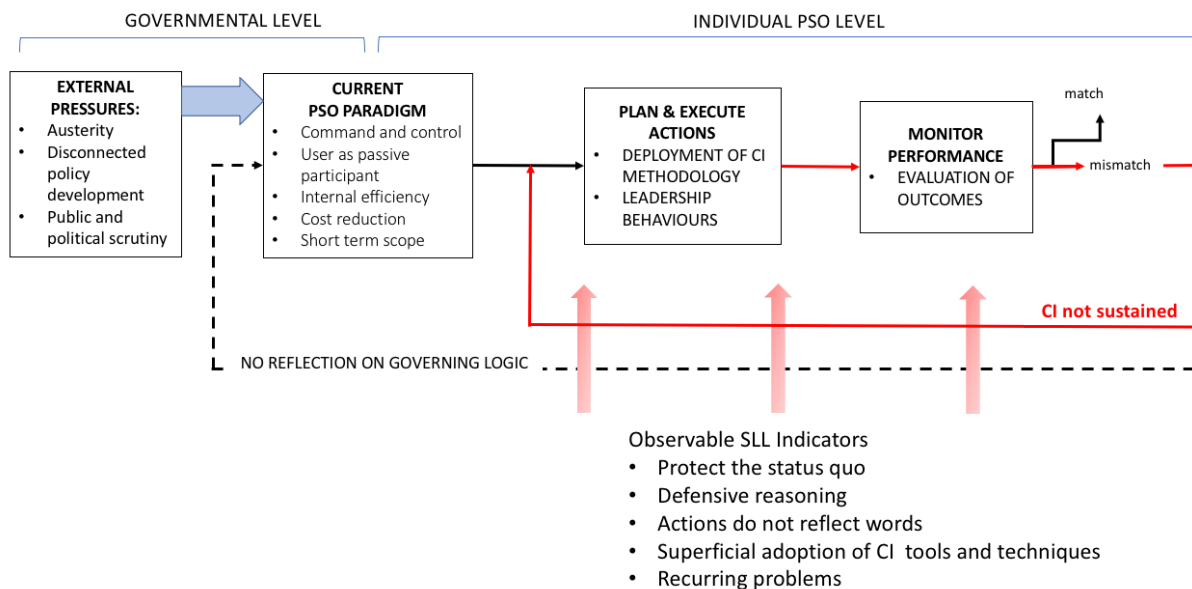 GOVERNMENTAL LEVEL
INDIVIDUAL PSO LEVEL
EXTERNAL
PRESSURES:
• Austerity
• Disconnected
policy
development
• Public and
political scrutiny
CURRENT
PSO PARADIGM
• Command and control
• User as passive
participant
• Internal efficiency
• Cost reduction
• Short term scope
PLAN & EXECUTE
ACTIONS
• DEPLOYMENT OF CI
METHODOLOGY
• LEADERSHIP
BEHAVIOURS
MONITOR
PERFORMANCE
• EVALUATION OF
OUTCOMES
match
mismatch
CI not sustained
NO REFLECTION ON GOVERNING LOGIC
Observable SLL Indicators
• Protect the status quo
• Defensive reasoning
• Actions do not reflect words
• Superficial adoption of CI tools and techniques
• Recurring problems